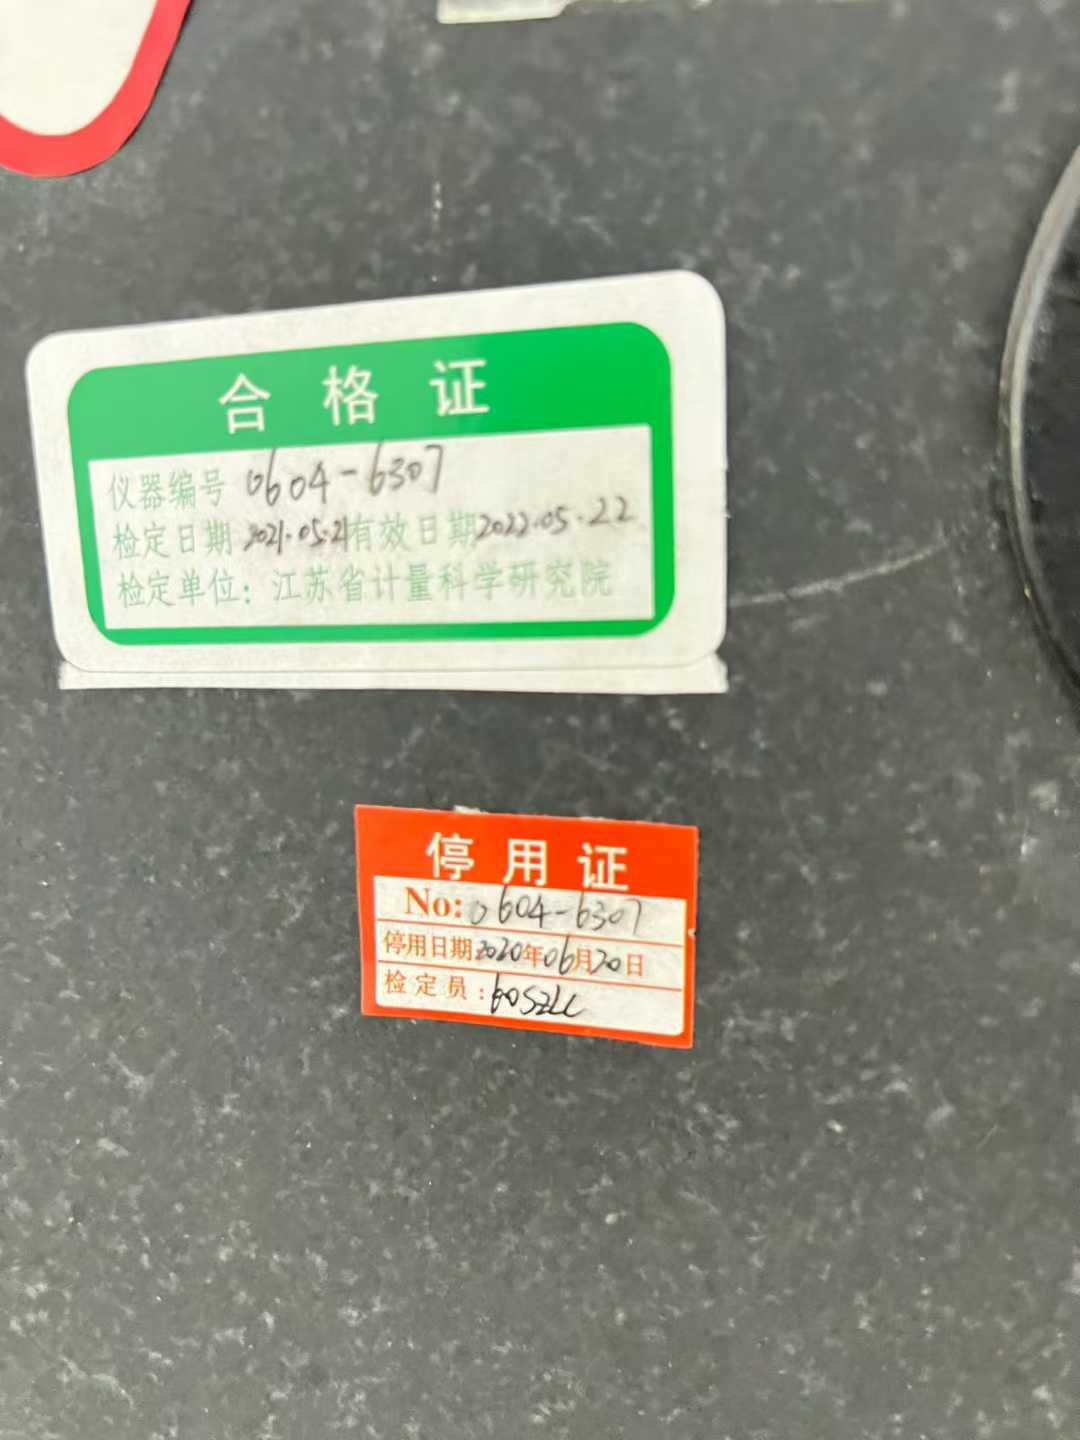 合格证
仪器编号 0604-6307
检定日期 2021.05.21 有效日期 2022.05.22
检定单位：江苏省计量科学研究院
停用证
No: 0604-6307
停用日期 2020年06月20日
检定员：